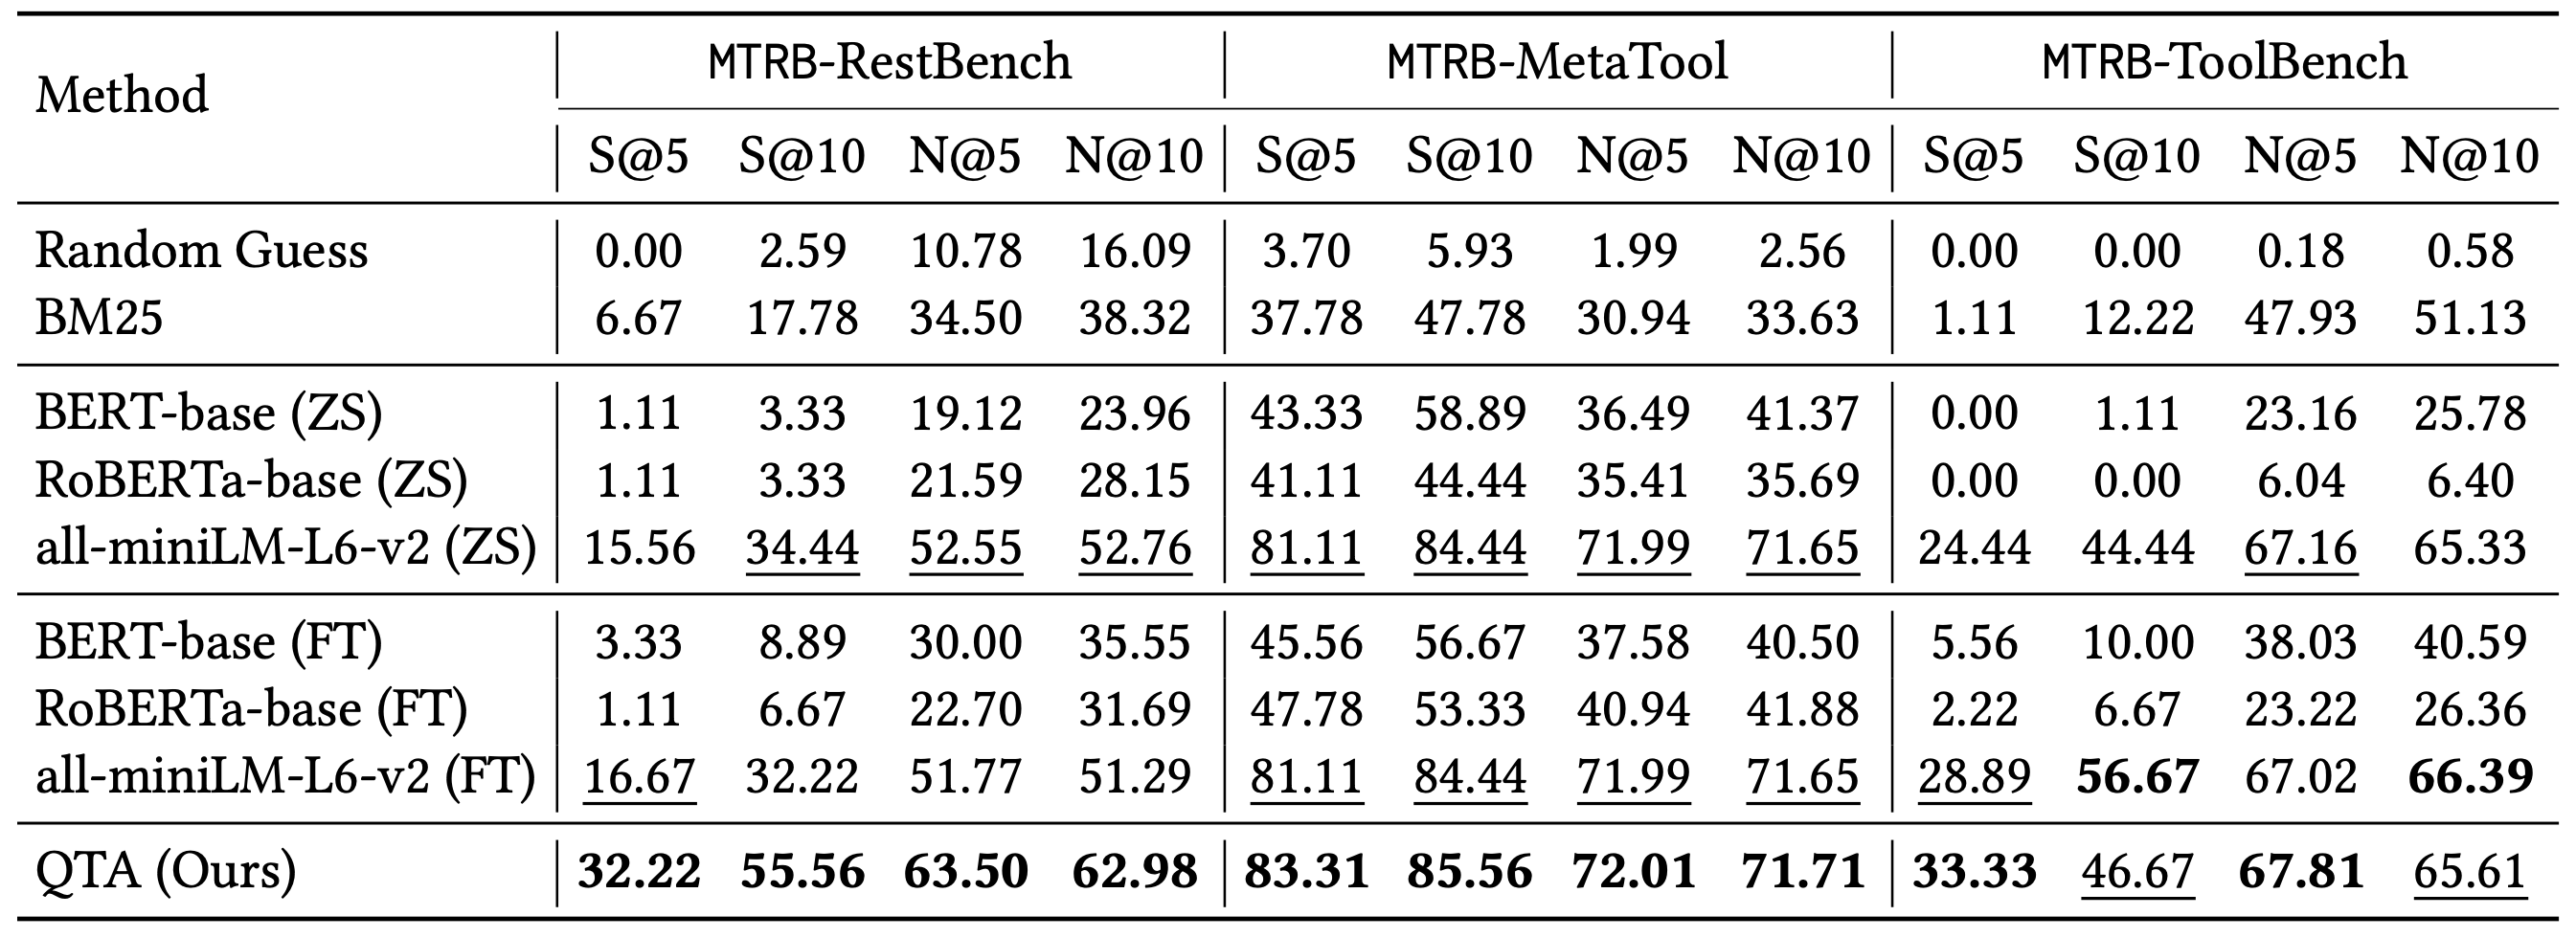 Method MTRB-RestBench MTRB-MetaTool MTRB-ToolBench
S@5 S@10 N@5 N@10 S@5 S@10 N@5 N@10 S@5 S@10 N@5 N@10
Random Guess 0.00 2.59 10.78 16.09 3.70 5.93 1.99 2.56 0.00 0.00 0.18 0.58
BM25 6.67 17.78 34.50 38.32 37.78 47.78 30.94 33.63 1.11 12.22 47.93 51.13
BERT-base (ZS) 1.11 3.33 19.12 23.96 43.33 58.89 36.49 41.37 0.00 1.11 23.16 25.78
RoBERTa-base (ZS) 1.11 3.33 21.59 28.15 41.11 44.44 35.41 35.69 0.00 0.00 6.04 6.40
all-miniLM-L6-v2 (ZS) 15.56 34.44 52.55 52.76 81.11 84.44 71.99 71.65 24.44 44.44 67.16 65.33
BERT-base (FT) 3.33 8.89 30.00 35.55 45.56 56.67 37.58 40.50 5.56 10.00 38.03 40.59
RoBERTa-base (FT) 1.11 6.67 22.70 31.69 47.78 53.33 40.94 41.88 2.22 6.67 23.22 26.36
all-miniLM-L6-v2 (FT) 16.67 32.22 51.77 51.29 81.11 84.44 71.99 71.65 28.89 56.67 67.02 66.39
QTA (Ours) 32.22 55.56 63.50 62.98 83.31 85.56 72.01 71.71 33.33 46.67 67.81 65.61